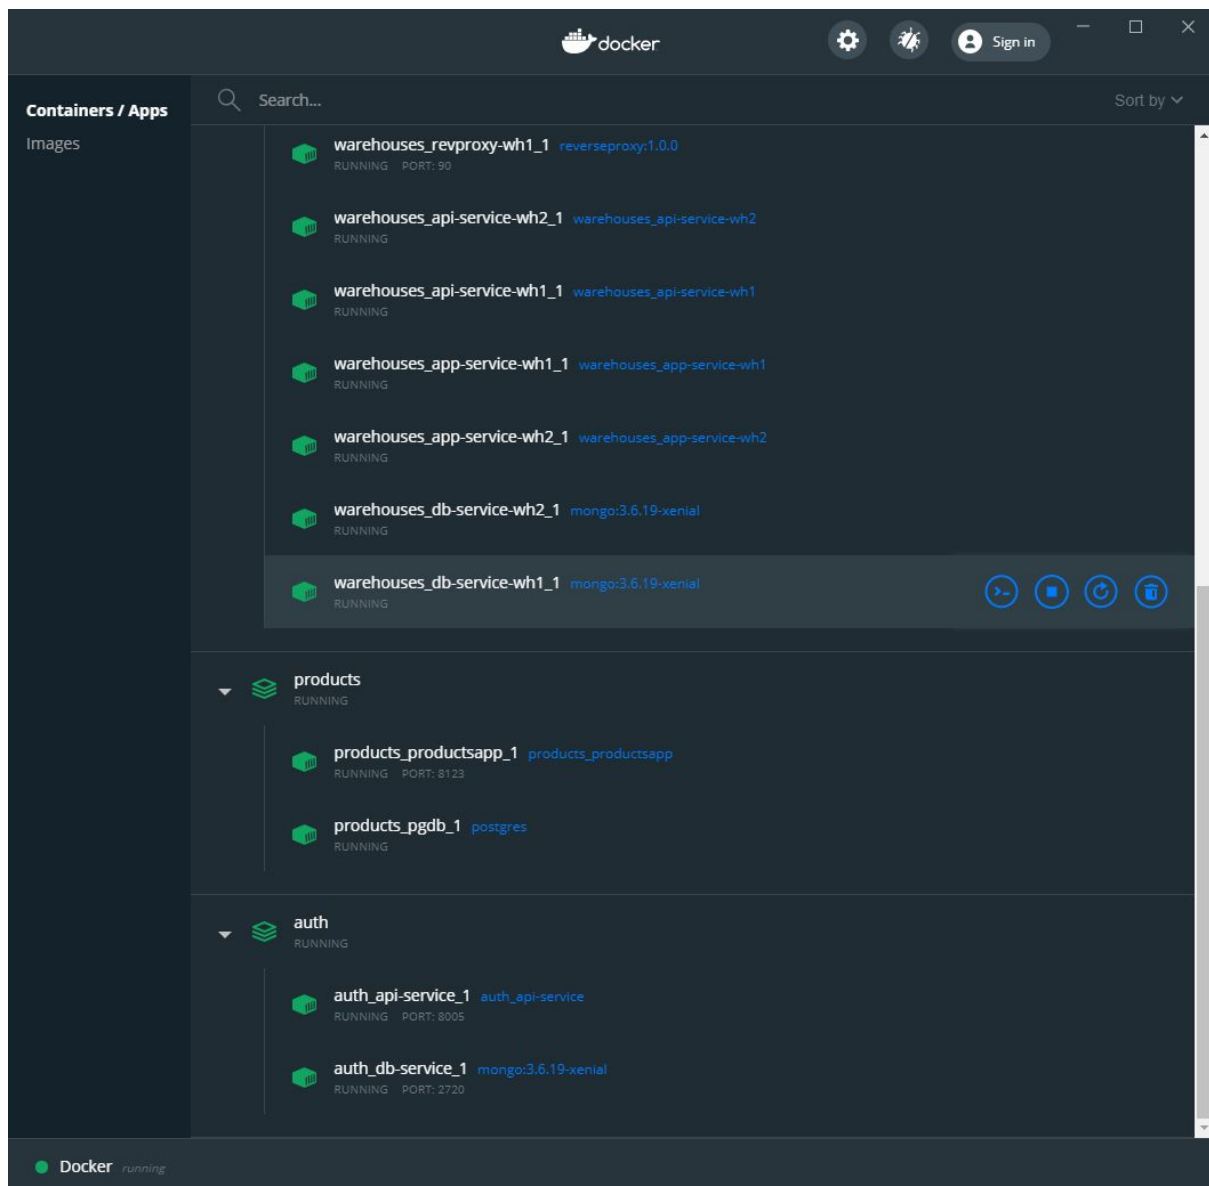 docker
Sign in
Containers / Apps
Images
Search...
Sort by
warehouses_revproxy-wh1_1 reverseproxy:1.0.0
RUNNING PORT: 90
warehouses_api-service-wh2_1 warehouses_api-service-wh2
RUNNING
warehouses_api-service-wh1_1 warehouses_api-service-wh1
RUNNING
warehouses_app-service-wh1_1 warehouses_app-service-wh1
RUNNING
warehouses_app-service-wh2_1 warehouses_app-service-wh2
RUNNING
warehouses_db-service-wh2_1 mongo:3.6.19-xenial
RUNNING
warehouses_db-service-wh1_1 mongo:3.6.19-xenial
RUNNING
products
RUNNING
products_productsapp_1 products_productsapp
RUNNING PORT: 8123
products_pgdb_1 postgres
RUNNING
auth
RUNNING
auth_api-service_1 auth_api-service
RUNNING PORT: 8005
auth_db-service_1 mongo:3.6.19-xenial
RUNNING PORT: 2720
Docker running